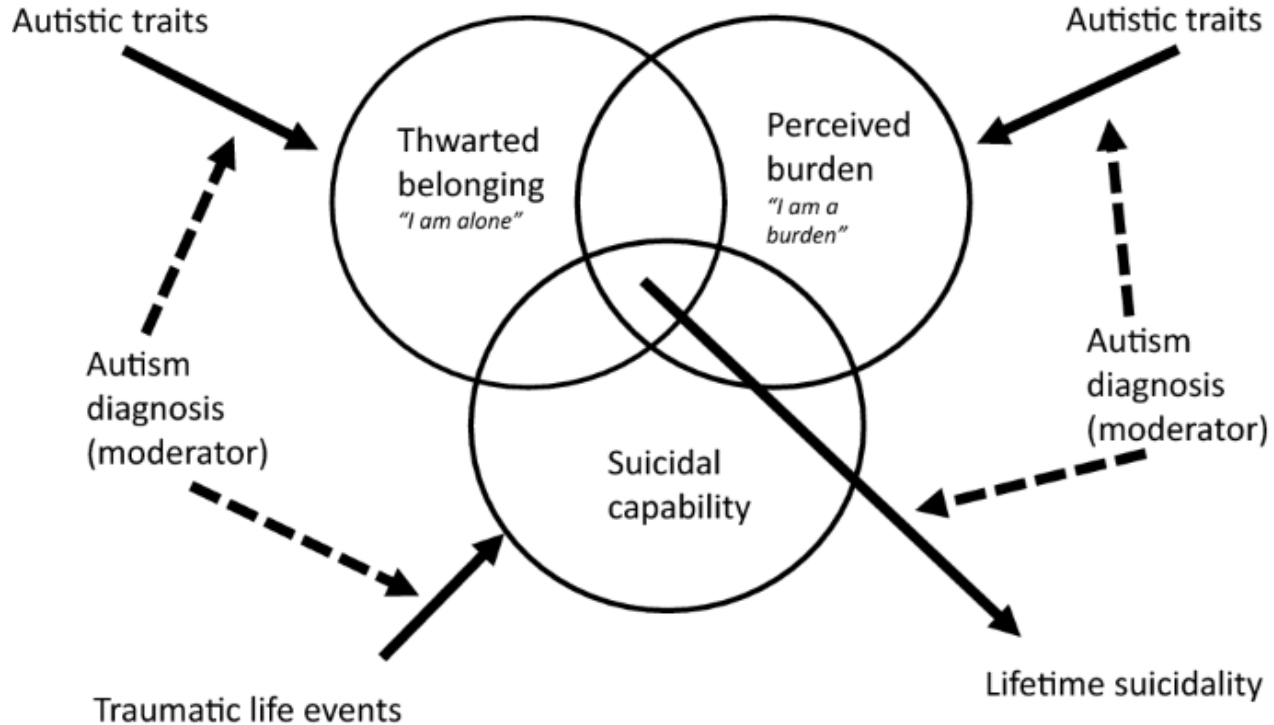 Autistic traits
Autistic traits
Thwarted
belonging
“I am alone”
Perceived
burden
“I am a
burden”
Autism
diagnosis
(moderator)
Autism
diagnosis
(moderator)
Suicidal
capability
Traumatic life events
Lifetime suicidality